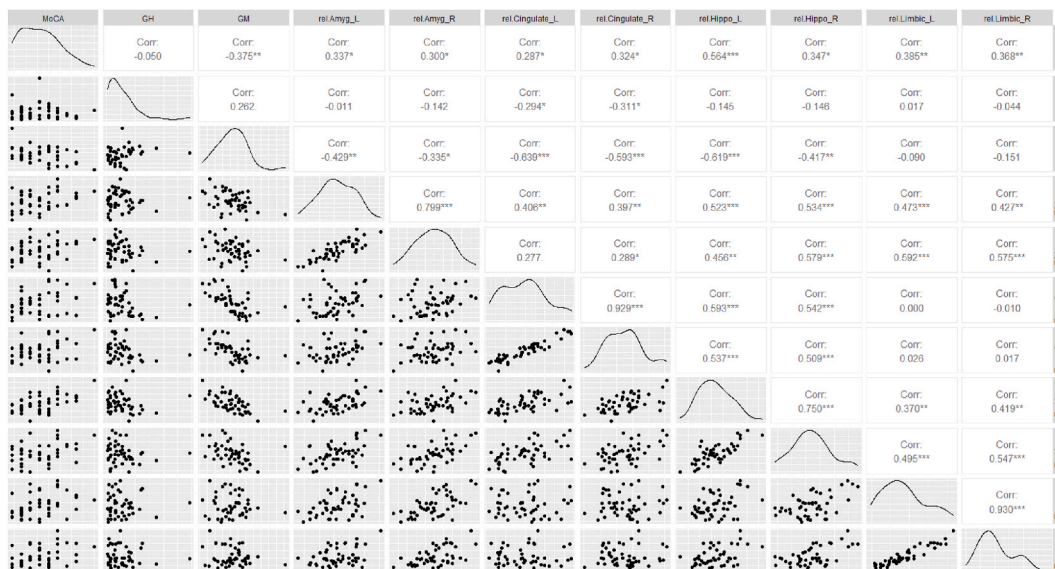 MoCA GH GM rel.Amyg_L rel.Amyg_R rel.Cingulate_L rel.Cingulate_R rel.Hippo_L rel.Hippo_R rel.Limbic_L rel.Limbic_R
Corr: Corr: Corr: Corr: Corr: Corr: Corr: Corr: Corr: Corr:
-0.050 -0.375** 0.337* 0.300* 0.287* 0.324* 0.564*** 0.347* 0.385** 0.368**
Corr: Corr: Corr: Corr: Corr: Corr: Corr: Corr: Corr:
0.262. -0.011 -0.142 -0.294* -0.311* -0.145 -0.146 0.017 -0.044
Corr: Corr: Corr: Corr: Corr: Corr: Corr: Corr:
-0.429** -0.335* -0.639*** -0.593*** -0.619*** -0.417** -0.090 -0.151
Corr: Corr: Corr: Corr: Corr: Corr: Corr:
0.799*** 0.406** 0.397** 0.523*** 0.534*** 0.473*** 0.427**
Corr: Corr: Corr: Corr: Corr: Corr:
0.277. 0.289* 0.456** 0.579*** 0.592*** 0.575***
Corr: Corr: Corr: Corr: Corr:
0.929*** 0.593*** 0.542*** 0.000 -0.010
Corr: Corr: Corr: Corr:
0.537*** 0.509*** 0.026 0.017
Corr: Corr: Corr:
0.750*** 0.370** 0.419**
Corr: Corr:
0.495*** 0.547***
Corr:
0.930***